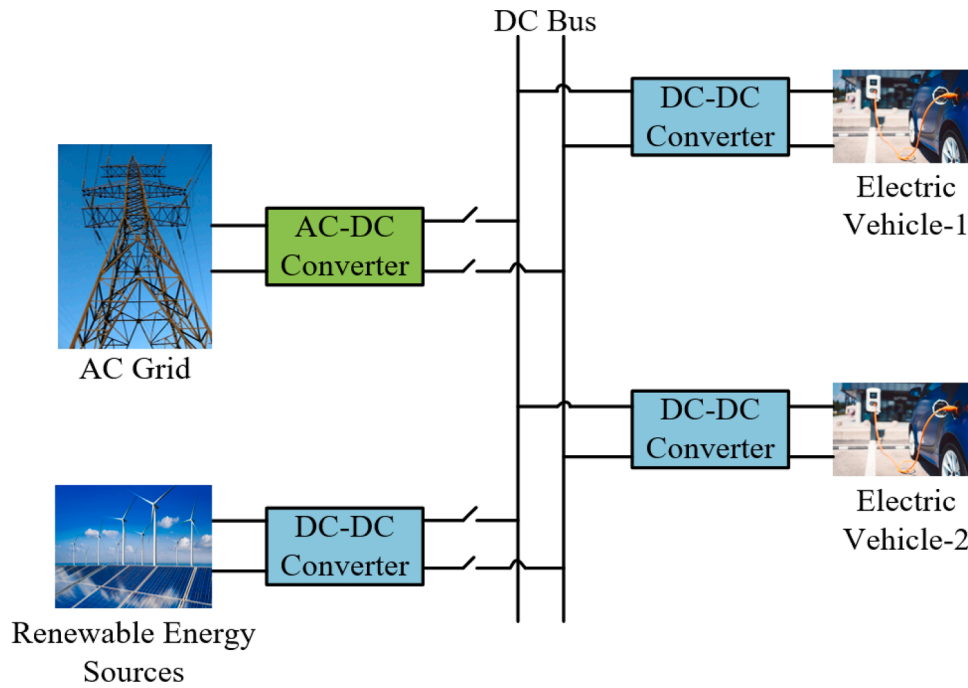 DC Bus
DC-DC
Converter
Electric
Vehicle-1
AC-DC
Converter
AC Grid
DC-DC
Converter
Electric
Vehicle-2
DC-DC
Converter
Renewable Energy
Sources